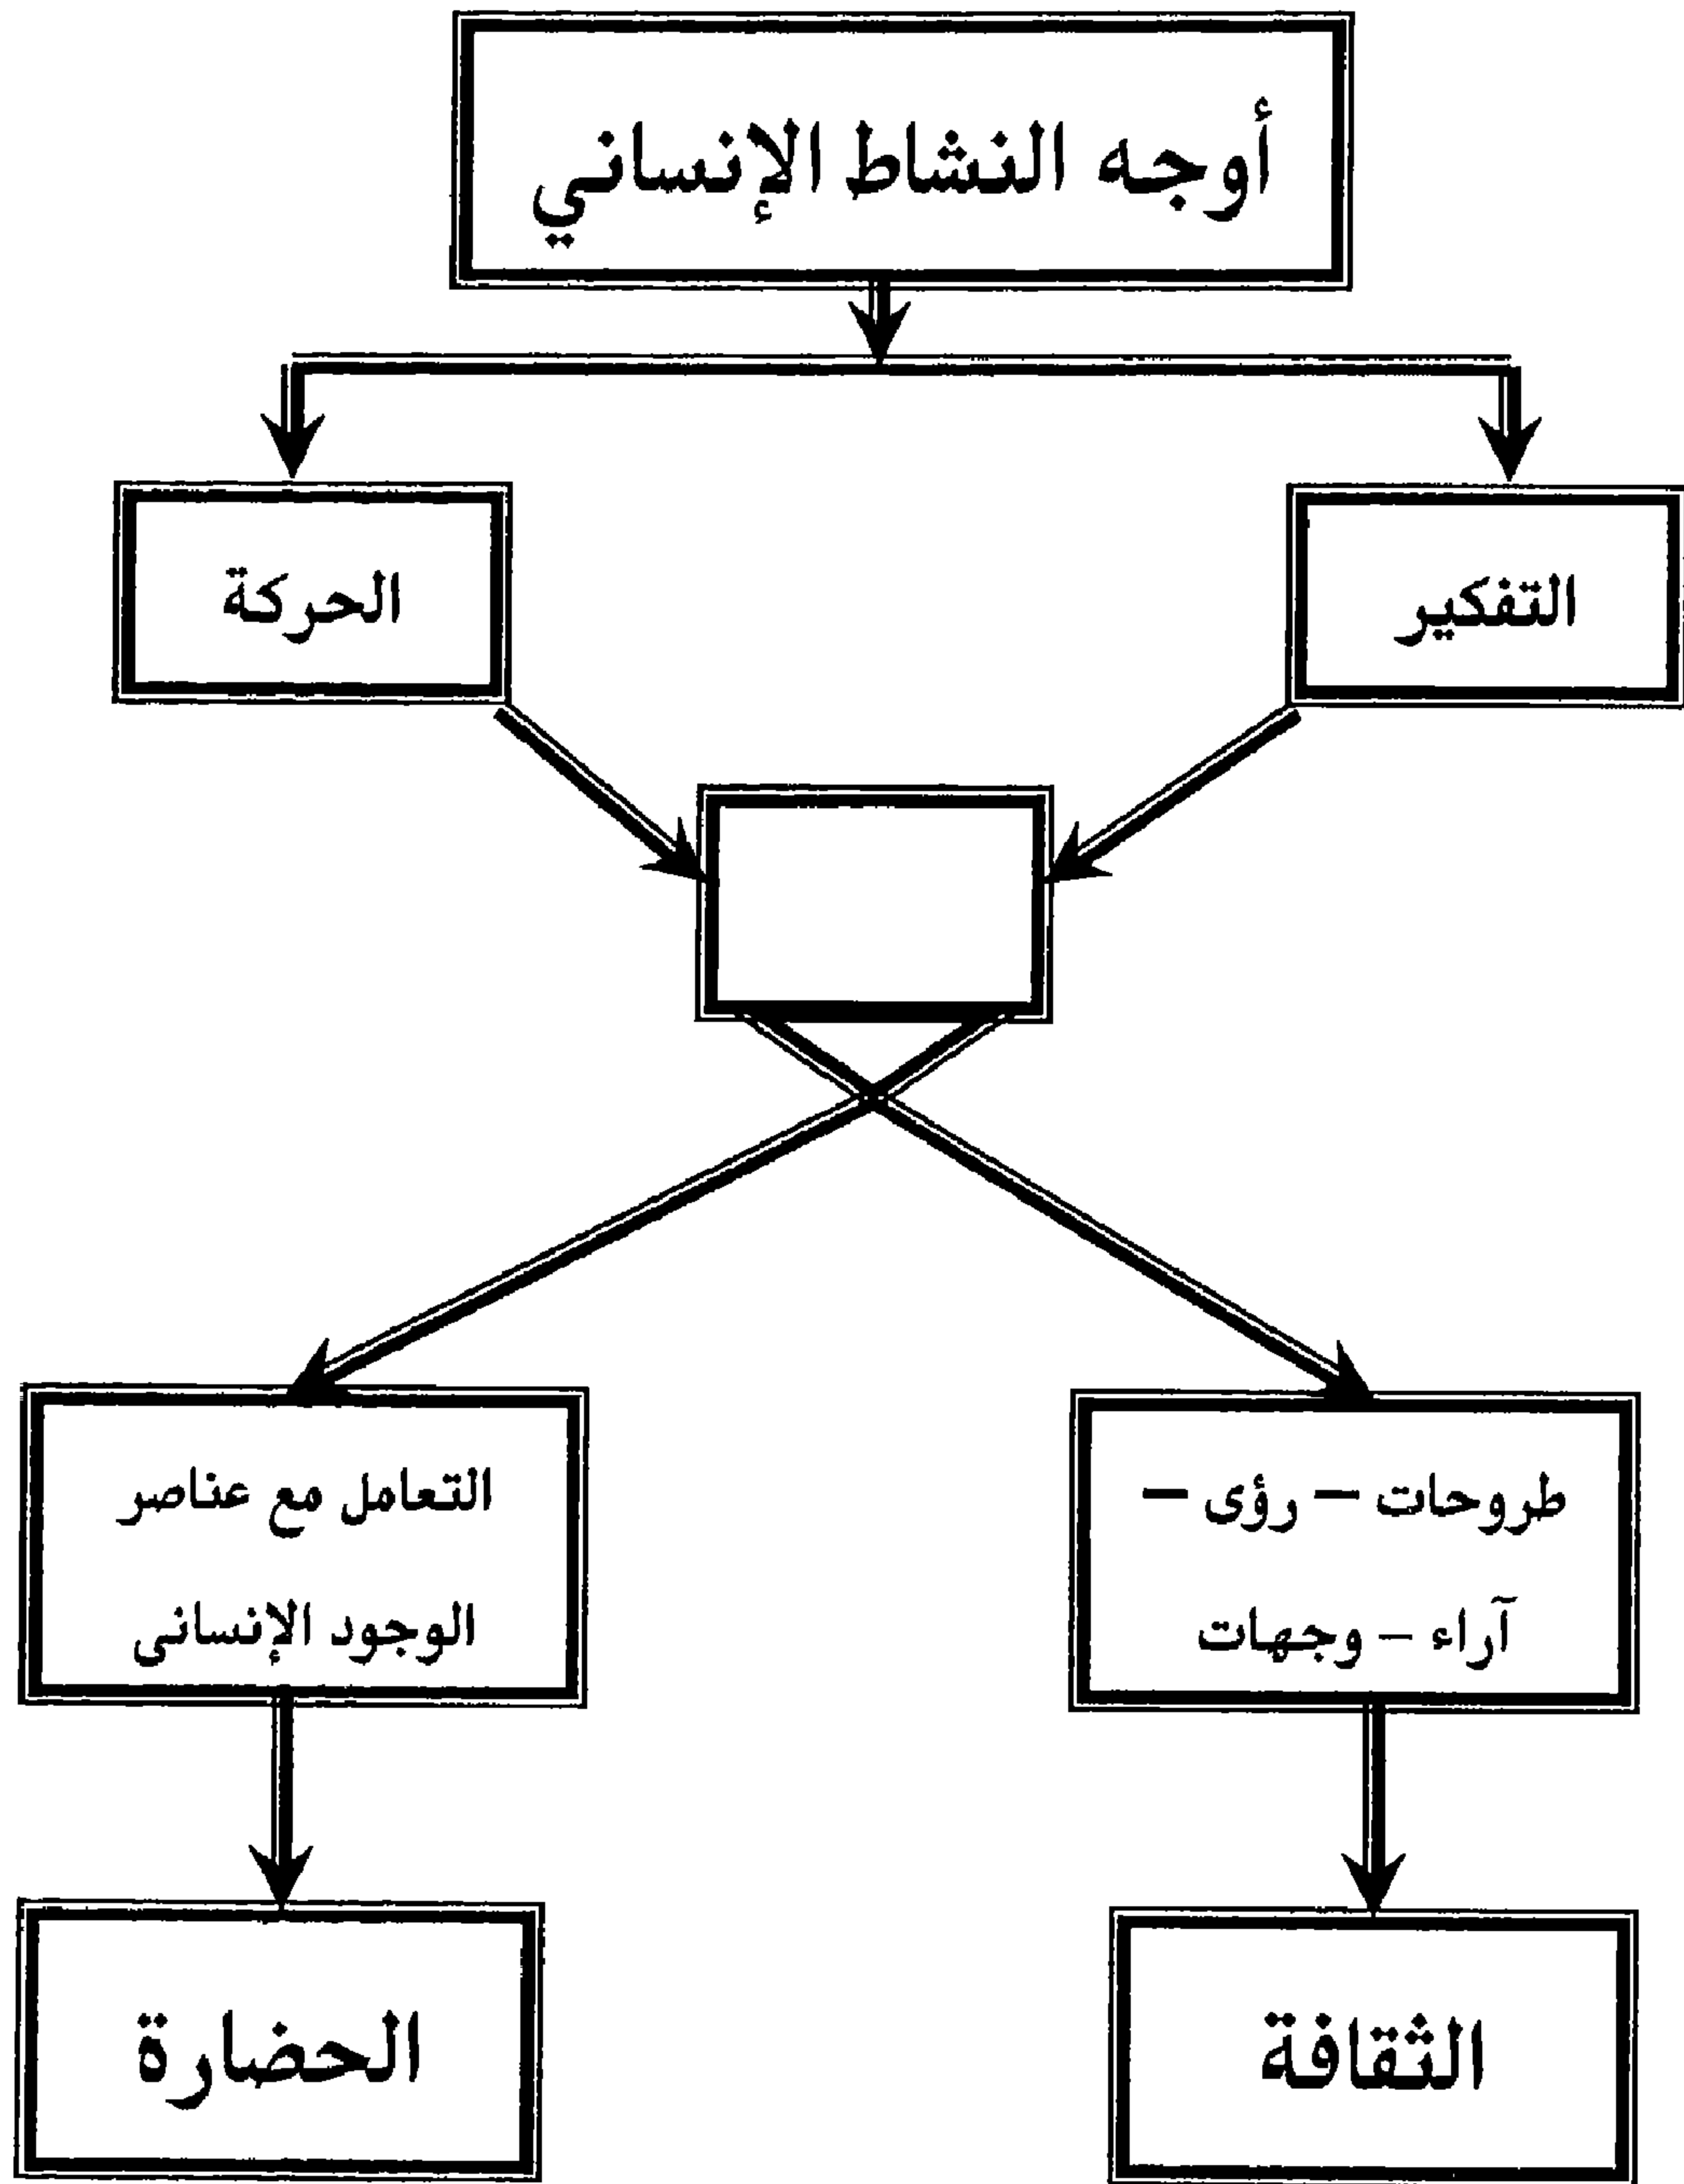 أوجه النشاط الإنساني
التفكير
الحركة
طروحات – رؤى –
آراء – وجهات
التعامل مع عناصر
الوجود الإنسانى
الثقافة
الحضارة